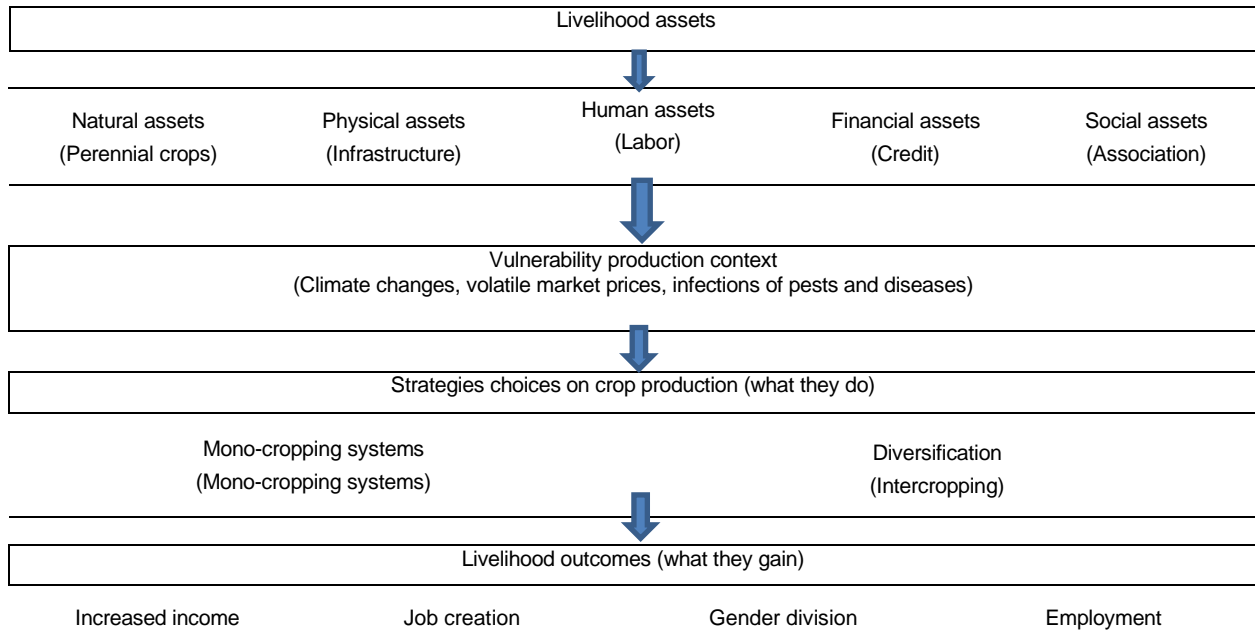 Livelihood assets
Natural assets
(Perennial crops)
Physical assets
(Infrastructure)
Human assets
(Labor)
Financial assets
(Credit)
Social assets
(Association)
Vulnerability production context
(Climate changes, volatile market prices, infections of pests and diseases)
Strategies choices on crop production (what they do)
Mono-cropping systems
(Mono-cropping systems)
Diversification
(Intercropping)
Livelihood outcomes (what they gain)
Increased income
Job creation
Gender division
Employment